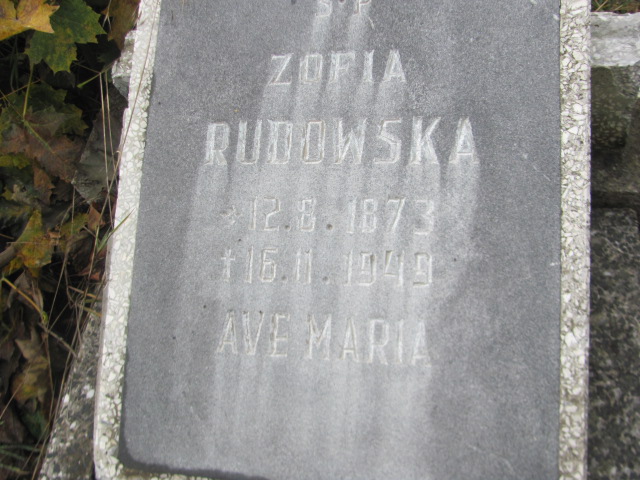 Ś.P.
ZOFIA
RUDOWSKA
* 12.8.1873
† 16.11.1949
AVE MARIA